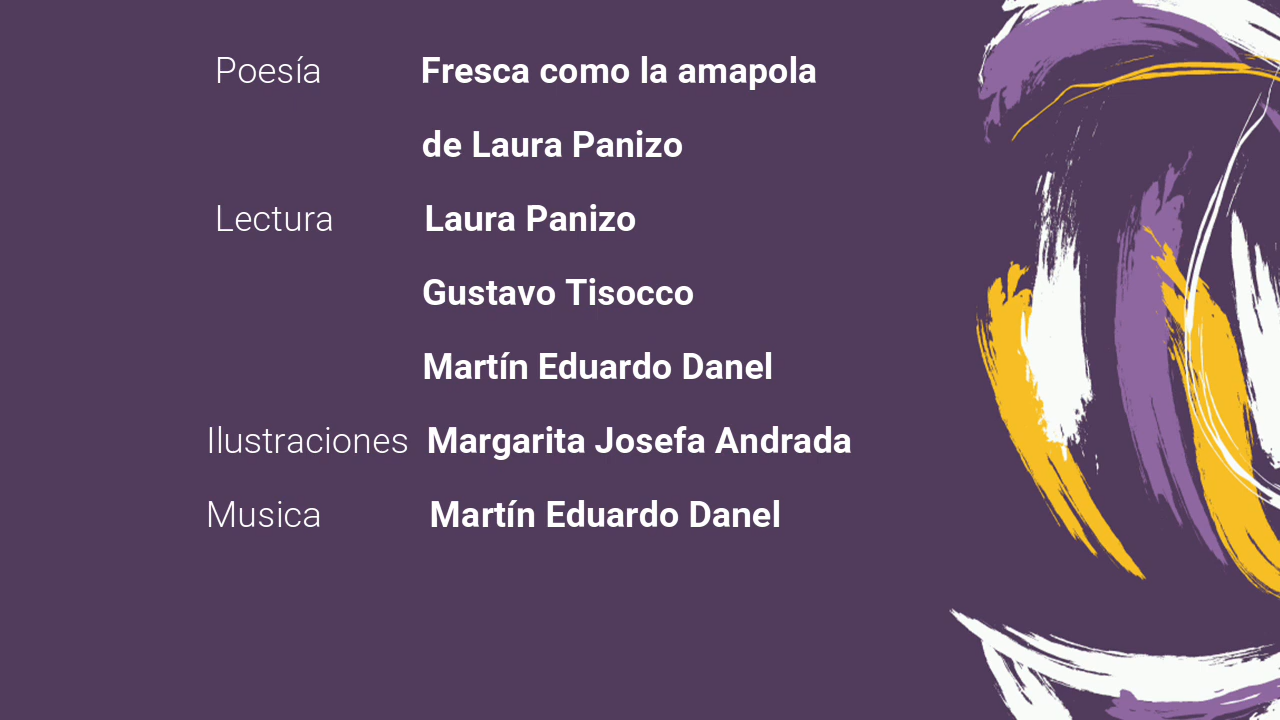 Poesía Fresca como la amapola
de Laura Panizo
Lectura Laura Panizo
Gustavo Tisocco
Martín Eduardo Danel
Ilustraciones Margarita Josefa Andrada
Musica Martín Eduardo Danel